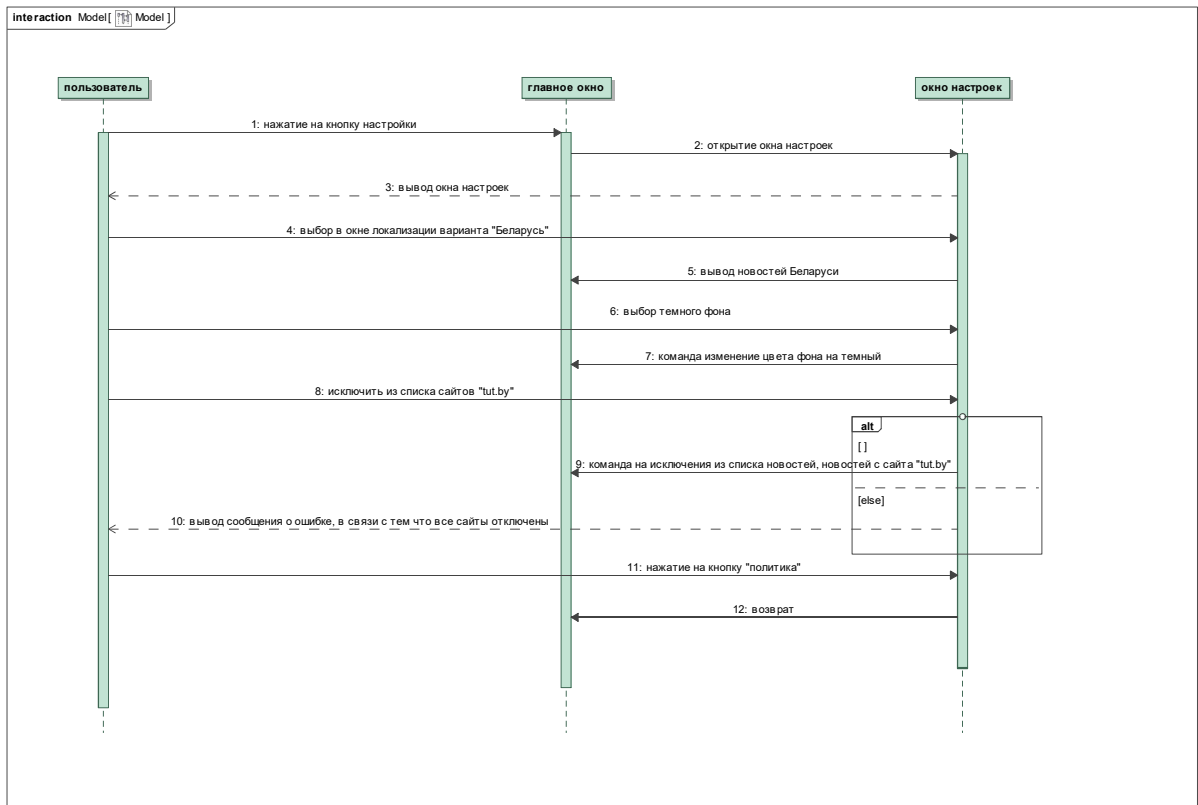 interaction Model[ Model ]
пользователь
главное окно
окно настроек
1: нажатие на кнопку настройки
2: открытие окна настроек
3: вывод окна настроек
4: выбор в окне локализации варианта "Беларусь"
5: вывод новостей Беларуси
6: выбор темного фона
7: команда изменение цвета фона на темный
8: исключить из списка сайтов "tut.by"
alt
[ ]
9: команда на исключения из списка новостей, новостей с сайта "tut.by"
[else]
10: вывод сообщения о ошибке, в связи с тем что все сайты отключены
11: нажатие на кнопку "политика"
12: возврат